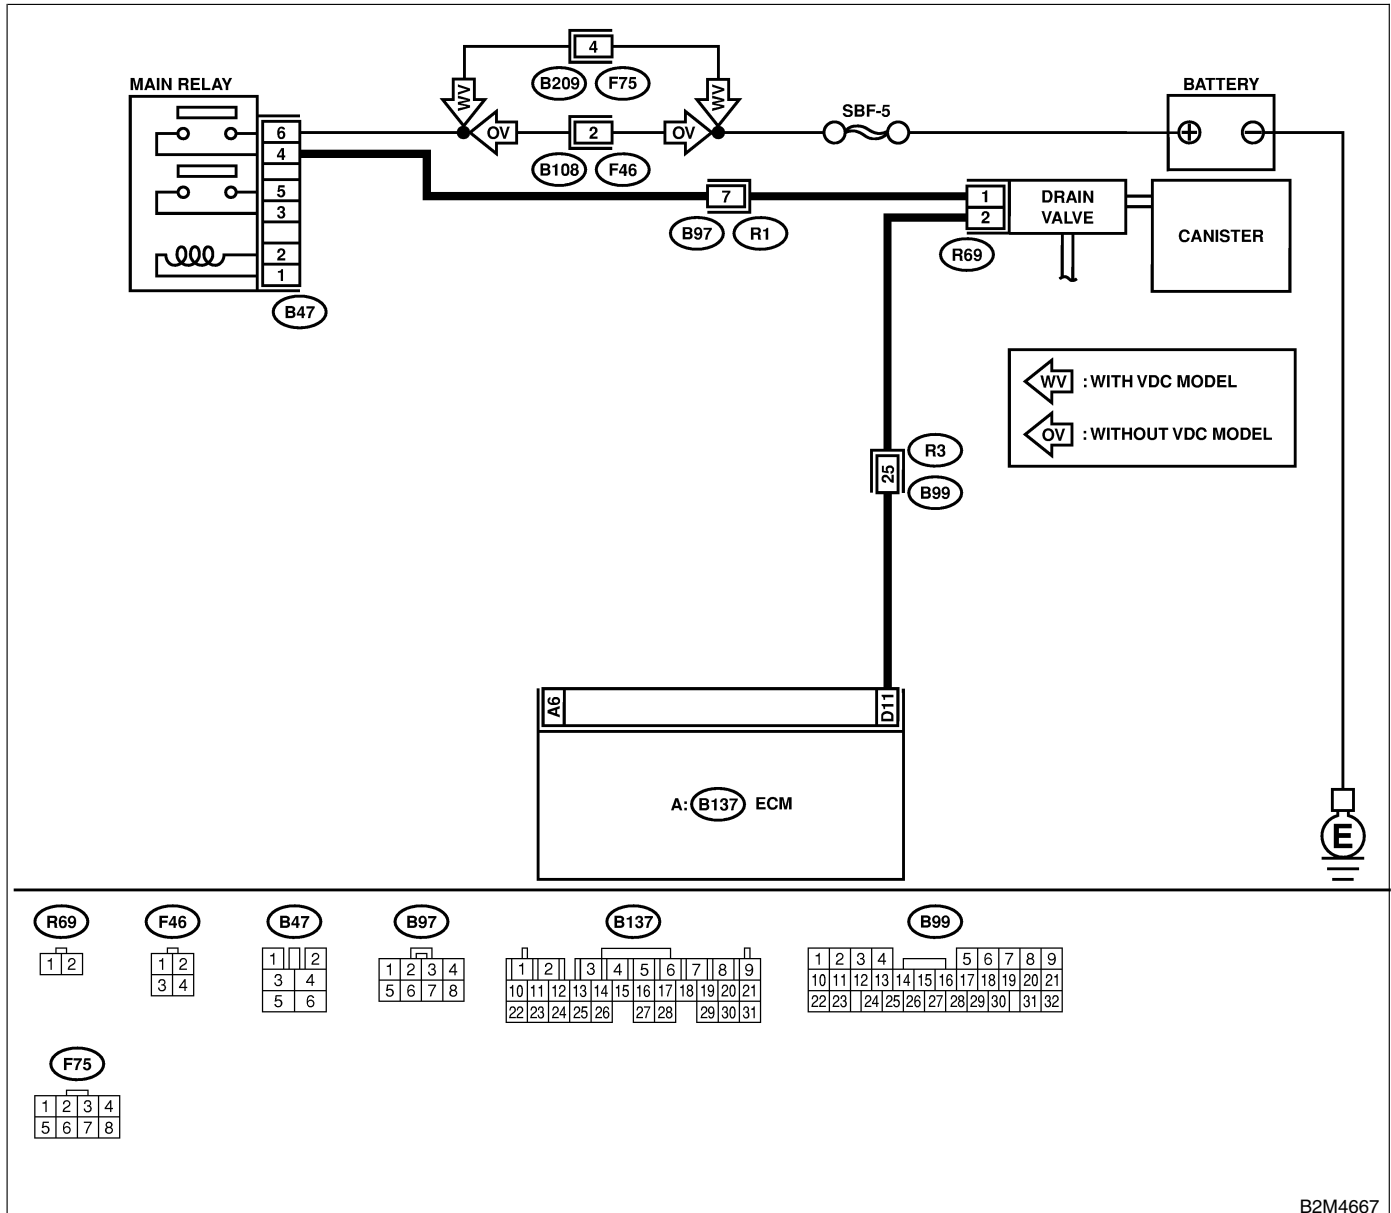 4
B209 F75
MAIN RELAY
WV WV
BATTERY
SBF-5
6 OV 2 OV
4
B108 F46
5
3
2
1
B47
7
B97 R1
1 DRAIN
2 VALVE
R69
CANISTER
WV : WITH VDC MODEL
OV : WITHOUT VDC MODEL
25
R3
B99
A6 D11
A: B137 ECM
E
R69 F46 B47 B97 B137 B99
R69
1 2
F46
1 2
3 4
B47
1 2
3 4
5 6
B97
1 2 3 4
5 6 7 8
B137
1 2 3 4 5 6 7 8 9
10 11 12 13 14 15 16 17 18 19 20 21
22 23 24 25 26 27 28 29 30 31
B99
1 2 3 4 5 6 7 8 9
10 11 12 13 14 15 16 17 18 19 20 21
22 23 24 25 26 27 28 29 30 31 32
F75
1 2 3 4
5 6 7 8
B2M4667